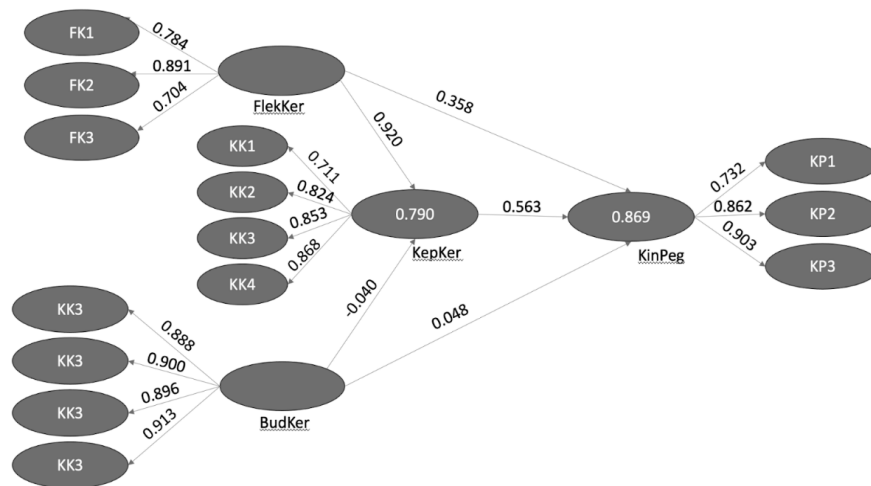 FK1
FK2
FK3
0.784
0.891
0.704
FlekKer
0.358
0.920
KK1
KK2
KK3
KK4
0.711
0.824
0.853
0.868
0.790
KepKer
0.563
0.869
KinPeg
0.732
0.862
0.903
KP1
KP2
KP3
-0.040
0.048
KK3
KK3
KK3
KK3
0.888
0.900
0.896
0.913
BudKer